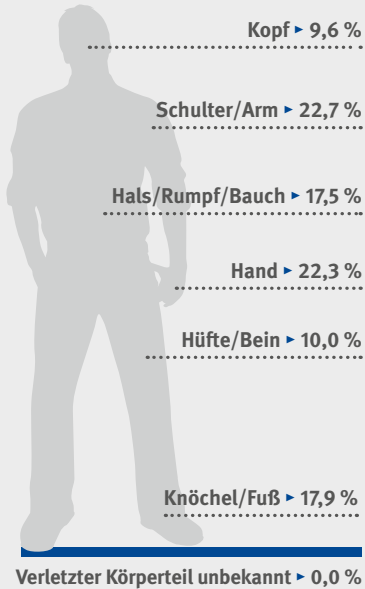 Kopf ► 9,6 %
Schulter/Arm ► 22,7 %
Hals/Rumpf/Bauch ► 17,5 %
Hand ► 22,3 %
Hüfte/Bein ► 10,0 %
Knöchel/Fuß ► 17,9 %
Verletzter Körperteil unbekannt ► 0,0 %